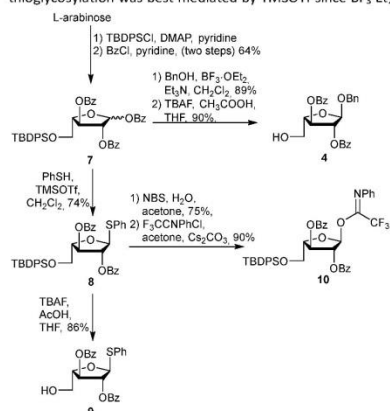 thioglycosylation was best mediated by TMSOTf since BF3·Et
L-arabinose
1) TBDPSCl, DMAP, pyridine
2) BzCl, pyridine, (two steps) 64%
1) BnOH, BF3·OEt2,
Et3N, CH2Cl2, 89%
2) TBAF, CH3COOH,
THF, 90%.
OBz
O
OBz
TBDPSO
OBz
7
OBz
O
OBn
HO
OBz
4
PhSH,
TMSOTf,
CH2Cl2, 74%
1) NBS, H2O,
acetone, 75%,
2) F3CCNPhCl,
acetone, Cs2CO3, 90%
OBz
SPh
O
TBDPSO
OBz
8
NPh
O
CF3
OBz
O
TBDPSO
OBz
10
TBAF,
AcOH,
THF, 86%
OBz
SPh
O
HO
OBz
9